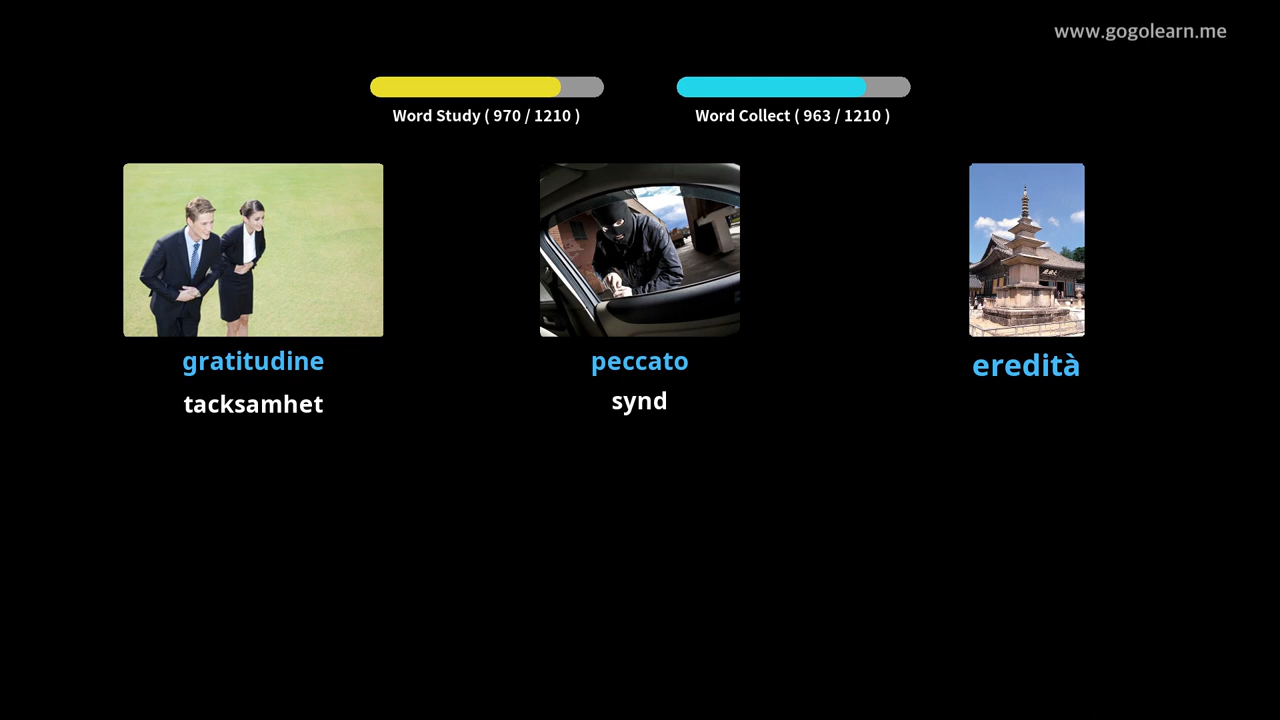 www.gogolearn.me
Word Study ( 970 / 1210 )
Word Collect ( 963 / 1210 )
gratitudine
tacksamhet
peccato
synd
eredità